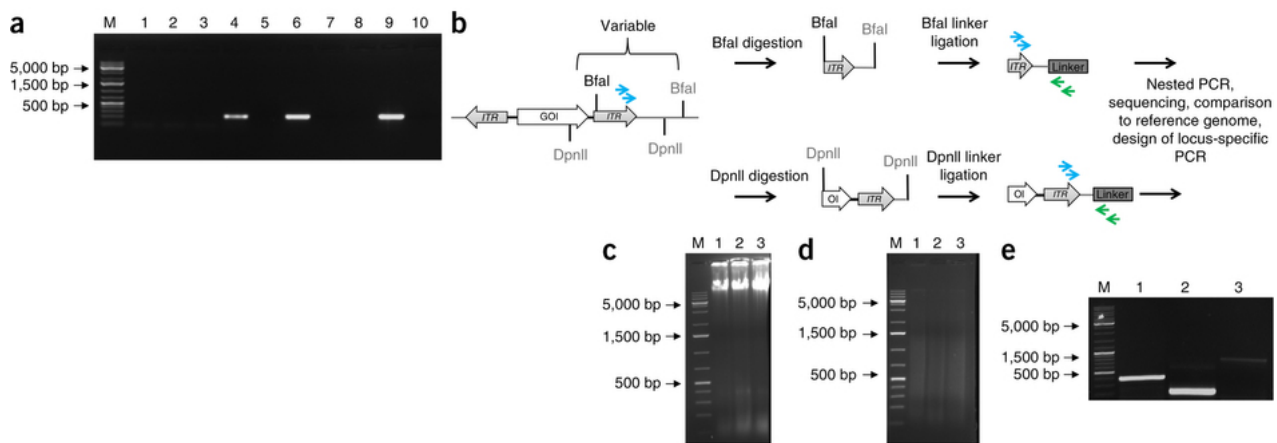 a
M 1 2 3 4 5 6 7 8 9 10
5,000 bp
1,500 bp
500 bp
b
Variable
BfaI
BfaI
ITR
GOI
ITR
DpnII
DpnII
BfaI digestion
BfaI
BfaI
ITR
BfaI linker
ligation
ITR
Linker
DpnII digestion
DpnII
DpnII
OI
ITR
DpnII linker
ligation
OI
ITR
Linker
Nested PCR,
sequencing, comparison
to reference genome,
design of locus-specific
PCR
c
M 1 2 3
5,000 bp
1,500 bp
500 bp
d
M 1 2 3
5,000 bp
1,500 bp
500 bp
e
M 1 2 3
5,000 bp
1,500 bp
500 bp